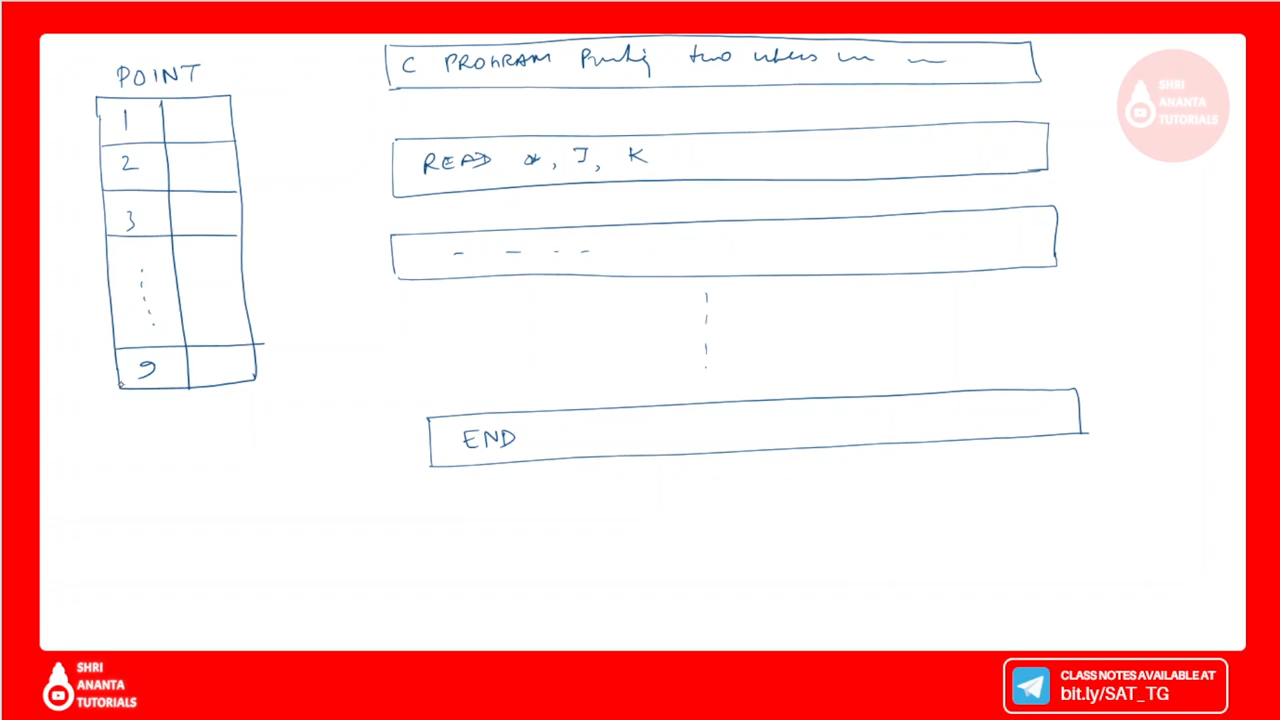 POINT
1
2
3
9
C PROGRAM two
READ *, J, K
END
SHRI
ANANTA
TUTORIALS
SHRI
ANANTA
TUTORIALS
CLASS NOTES AVAILABLE AT
bit.ly/SAT_TG